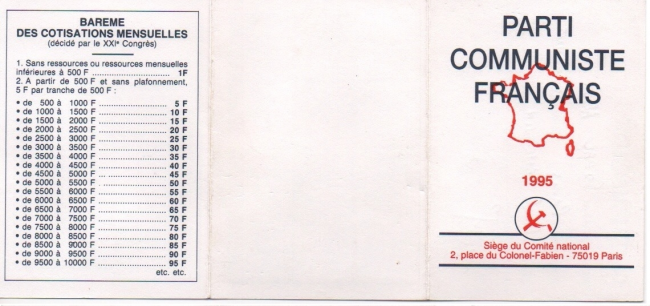 BAREME
DES COTISATIONS MENSUELLES
(décidé par le XXIᵉ Congrès)
1. Sans ressources ou ressources mensuelles
inférieures à 500 F ........................ 1F
2. A partir de 500 F et sans plafonnement,
5 F par tranche de 500 F :
• de 500 à 1000 F ........................ 5 F
• de 1000 à 1500 F ........................ 10 F
• de 1500 à 2000 F ........................ 15 F
• de 2000 à 2500 F ........................ 20 F
• de 2500 à 3000 F ........................ 25 F
• de 3000 à 3500 F ........................ 30 F
• de 3500 à 4000 F ........................ 35 F
• de 4000 à 4500 F ........................ 40 F
• de 4500 à 5000 F ........................ 45 F
• de 5000 à 5500 F ........................ 50 F
• de 5500 à 6000 F ........................ 55 F
• de 6000 à 6500 F ........................ 60 F
• de 6500 à 7000 F ........................ 65 F
• de 7000 à 7500 F ........................ 70 F
• de 7500 à 8000 F ........................ 75 F
• de 8000 à 8500 F ........................ 80 F
• de 8500 à 9000 F ........................ 85 F
• de 9000 à 9500 F ........................ 90 F
• de 9500 à 10000 F ........................ 95 F
etc. etc.
PARTI
COMMUNISTE
FRANÇAIS
1995
Siège du Comité national
2, place du Colonel-Fabien - 75019 Paris